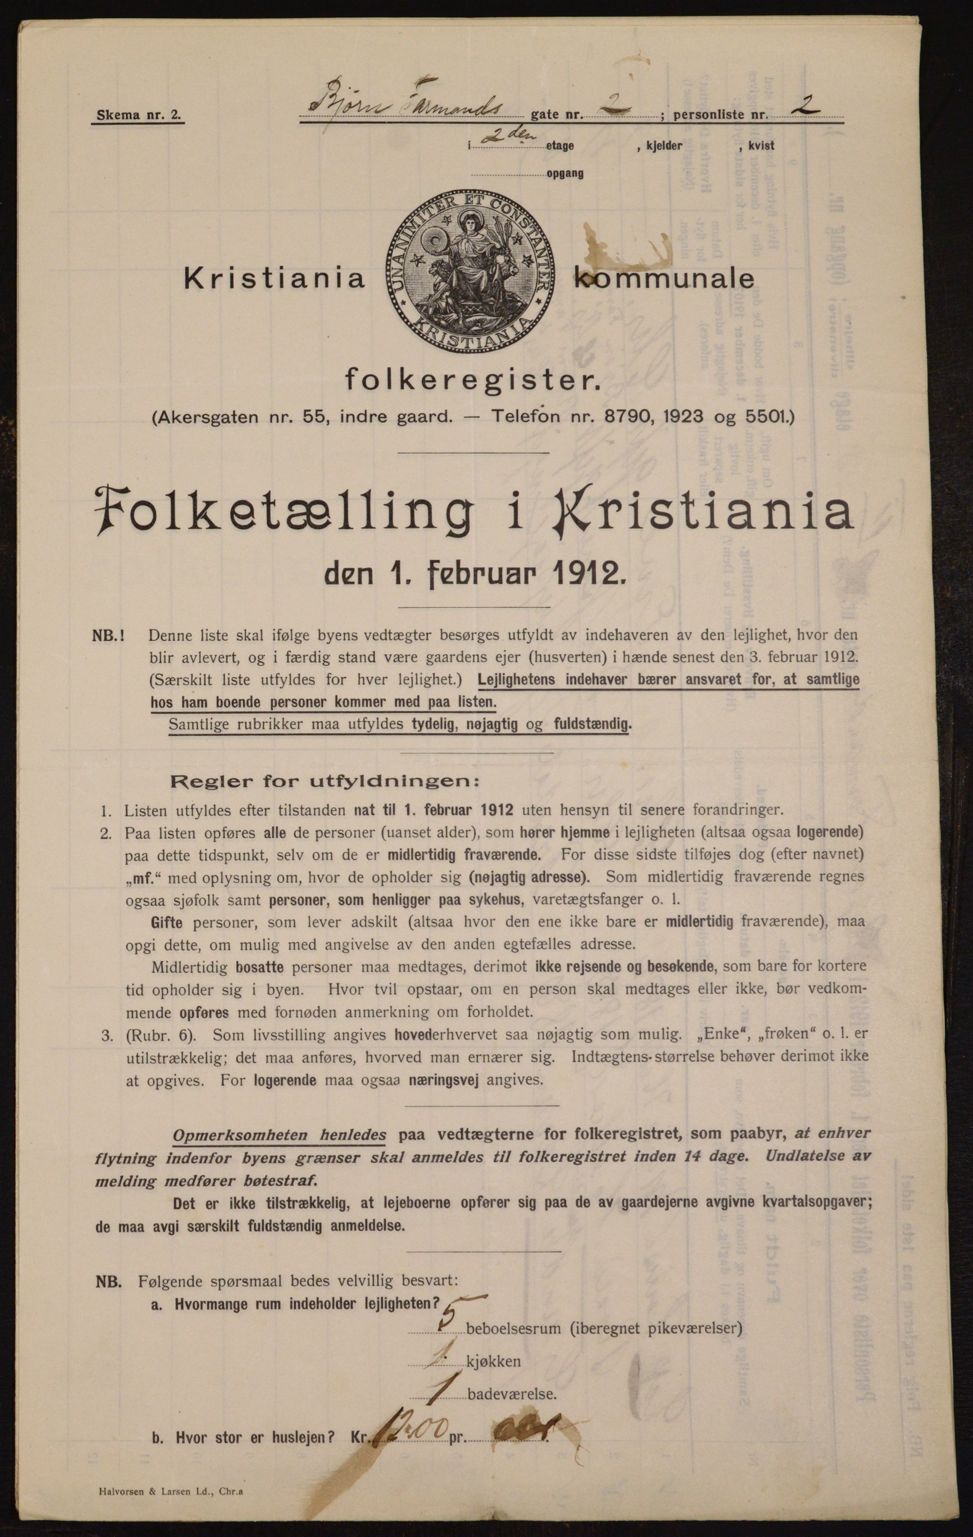 Skema nr. 2.
Bjørn Farmands gate nr. 2 ; personliste nr. 2
i 2den etage , kjelder , kvist
opgang
UNANIMITER ET CONSTANTER
KRISTIANIA
Kristiania kommunale
folkeregister.
(Akersgaten nr. 55, indre gaard. — Telefon nr. 8790, 1923 og 5501.)
Folketælling i Kristiania
den 1. februar 1912.
NB.! Denne liste skal ifølge byens vedtægter besørges utfyldt av indehaveren av den lejlighet, hvor den
blir avlevert, og i færdig stand være gaardens ejer (husverten) i hænde senest den 3. februar 1912.
(Særskilt liste utfyldes for hver lejlighet.) Lejlighetens indehaver bærer ansvaret for, at samtlige
hos ham boende personer kommer med paa listen.
Samtlige rubrikker maa utfyldes tydelig, nøjagtig og fuldstændig.
Regler for utfyldningen:
1. Listen utfyldes efter tilstanden nat til 1. februar 1912 uten hensyn til senere forandringer.
2. Paa listen opføres alle de personer (uanset alder), som hører hjemme i lejligheten (altsaa ogsaa logerende)
paa dette tidspunkt, selv om de er midlertidig fraværende. For disse sidste tilføjes dog (efter navnet)
„mf.“ med oplysning om, hvor de opholder sig (nøjagtig adresse). Som midlertidig fraværende regnes
ogsaa sjøfolk samt personer, som henligger paa sykehus, varetægtsfanger o. l.
Gifte personer, som lever adskilt (altsaa hvor den ene ikke bare er midlertidig fraværende), maa
opgi dette, om mulig med angivelse av den anden egtefælles adresse.
Midlertidig bosatte personer maa medtages, derimot ikke rejsende og besøkende, som bare for kortere
tid opholder sig i byen. Hvor tvil opstaar, om en person skal medtages eller ikke, bør vedkom-
mende opføres med fornøden anmerkning om forholdet.
3. (Rubr. 6). Som livsstilling angives hovederhvervet saa nøjagtig som mulig. „Enke“, „frøken“ o. l. er
utilstrækkelig; det maa anføres, hvorved man ernærer sig. Indtægtens størrelse behøver derimot ikke
at opgives. For logerende maa ogsaa næringsvej angives.
Opmerksomheten henledes paa vedtægterne for folkeregistret, som paabyr, at enhver
flytning indenfor byens grænser skal anmeldes til folkeregistret inden 14 dage. Undlatelse av
melding medfører bøtestraf.
Det er ikke tilstrækkelig, at lejeboerne opfører sig paa de av gaardejerne avgivne kvartalsopgaver;
de maa avgi særskilt fuldstændig anmeldelse.
NB. Følgende spørsmaal bedes velvillig besvart:
a. Hvormange rum indeholder lejligheten?
5 beboelsesrum (iberegnet pikeværelser)
1 kjøkken
1 badeværelse.
b. Hvor stor er huslejen? Kr. 1200 pr.
Halvorsen & Larsen Ld., Chr.a